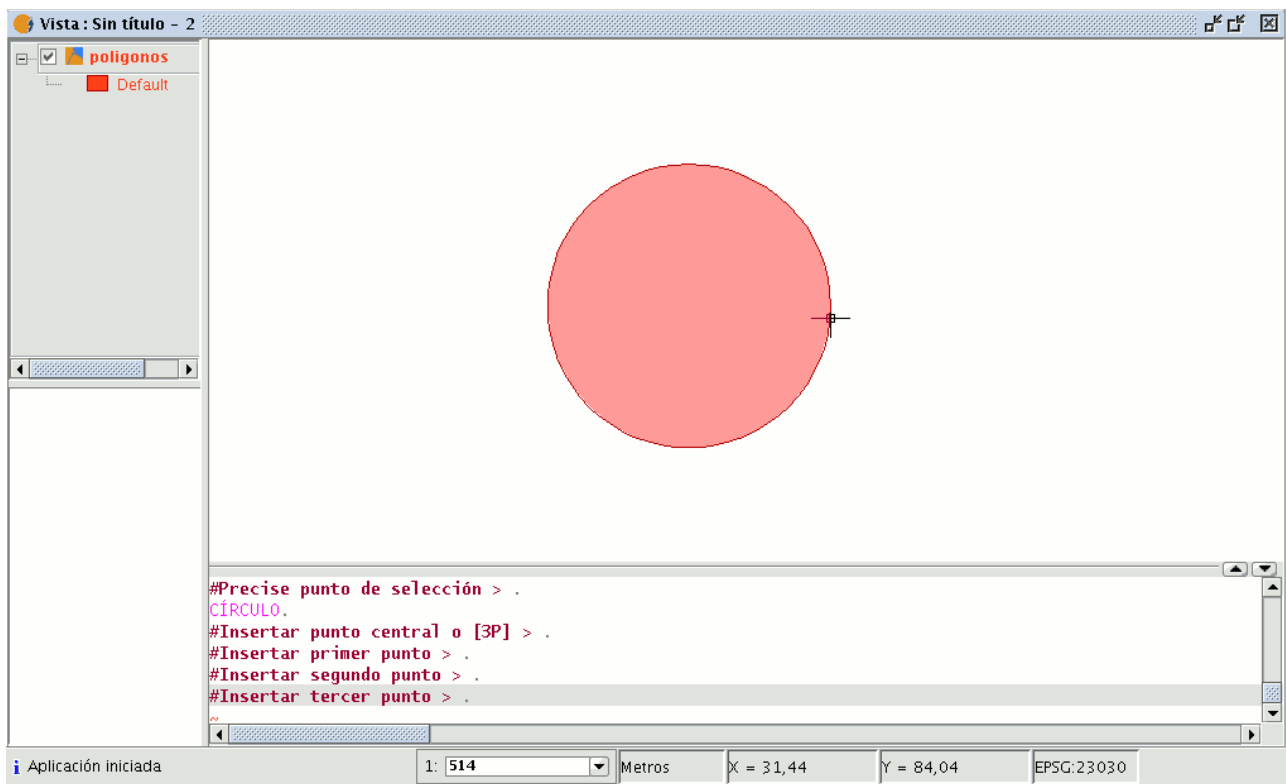 Vista : Sin título - 2
poligonos
Default
#Precise punto de selección > .
CÍRCULO.
#Insertar punto central o [3P] > .
#Insertar primer punto > .
#Insertar segundo punto > .
#Insertar tercer punto > .
~
Aplicación iniciada 1: 514 Metros X = 31,44 Y = 84,04 EPSG:23030